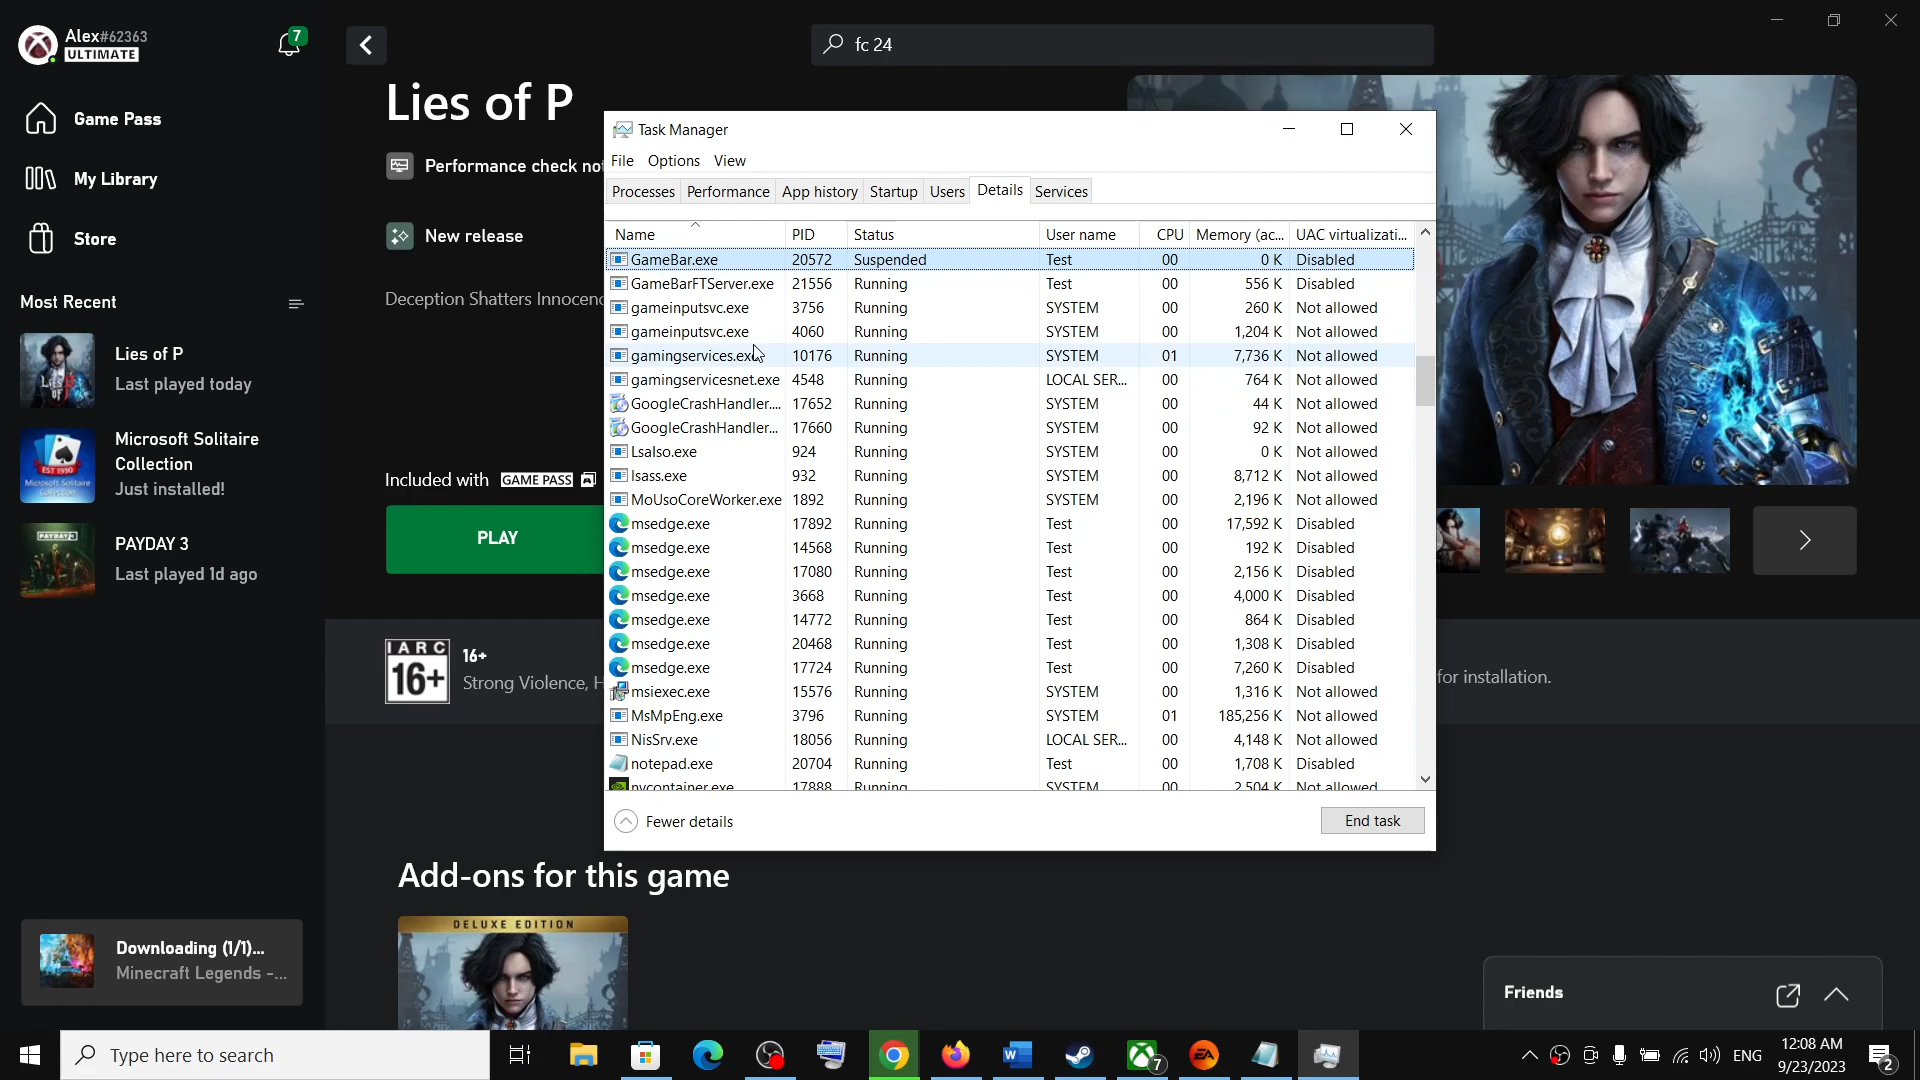 Alex#62363
ULTIMATE
7
fc 24
Game Pass
My Library
Store
Most Recent
Lies of P
Last played today
Microsoft Solitaire
Collection
Just installed!
PAYDAY 3
Last played 1d ago
Downloading (1/1)...
Minecraft Legends -...
Lies of P
Performance check no
New release
Deception Shatters Innocen
Included with GAME PASS
PLAY
IARC
16+
16+
Strong Violence, H
for installation.
Add-ons for this game
DELUXE EDITION
Friends
Task Manager
File Options View
Processes Performance App history Startup Users Details Services
Name PID Status User name CPU Memory (ac... UAC virtualizati...
GameBar.exe 20572 Suspended Test 00 0 K Disabled
GameBarFTServer.exe 21556 Running Test 00 556 K Disabled
gameinputsvc.exe 3756 Running SYSTEM 00 260 K Not allowed
gameinputsvc.exe 4060 Running SYSTEM 00 1,204 K Not allowed
gamingservices.exe 10176 Running SYSTEM 01 7,736 K Not allowed
gamingservicesnet.exe 4548 Running LOCAL SER... 00 764 K Not allowed
GoogleCrashHandler.... 17652 Running SYSTEM 00 44 K Not allowed
GoogleCrashHandler... 17660 Running SYSTEM 00 92 K Not allowed
LsaIso.exe 924 Running SYSTEM 00 0 K Not allowed
lsass.exe 932 Running SYSTEM 00 8,712 K Not allowed
MoUsoCoreWorker.exe 1892 Running SYSTEM 00 2,196 K Not allowed
msedge.exe 17892 Running Test 00 17,592 K Disabled
msedge.exe 14568 Running Test 00 192 K Disabled
msedge.exe 17080 Running Test 00 2,156 K Disabled
msedge.exe 3668 Running Test 00 4,000 K Disabled
msedge.exe 14772 Running Test 00 864 K Disabled
msedge.exe 20468 Running Test 00 1,308 K Disabled
msedge.exe 17724 Running Test 00 7,260 K Disabled
msiexec.exe 15576 Running SYSTEM 00 1,316 K Not allowed
MsMpEng.exe 3796 Running SYSTEM 01 185,256 K Not allowed
NisSrv.exe 18056 Running LOCAL SER... 00 4,148 K Not allowed
notepad.exe 20704 Running Test 00 1,708 K Disabled
nvcontainer.exe 17888 Running SYSTEM 00 2,504 K Not allowed
Fewer details
End task
Type here to search
7
ENG
12:08 AM
9/23/2023
2